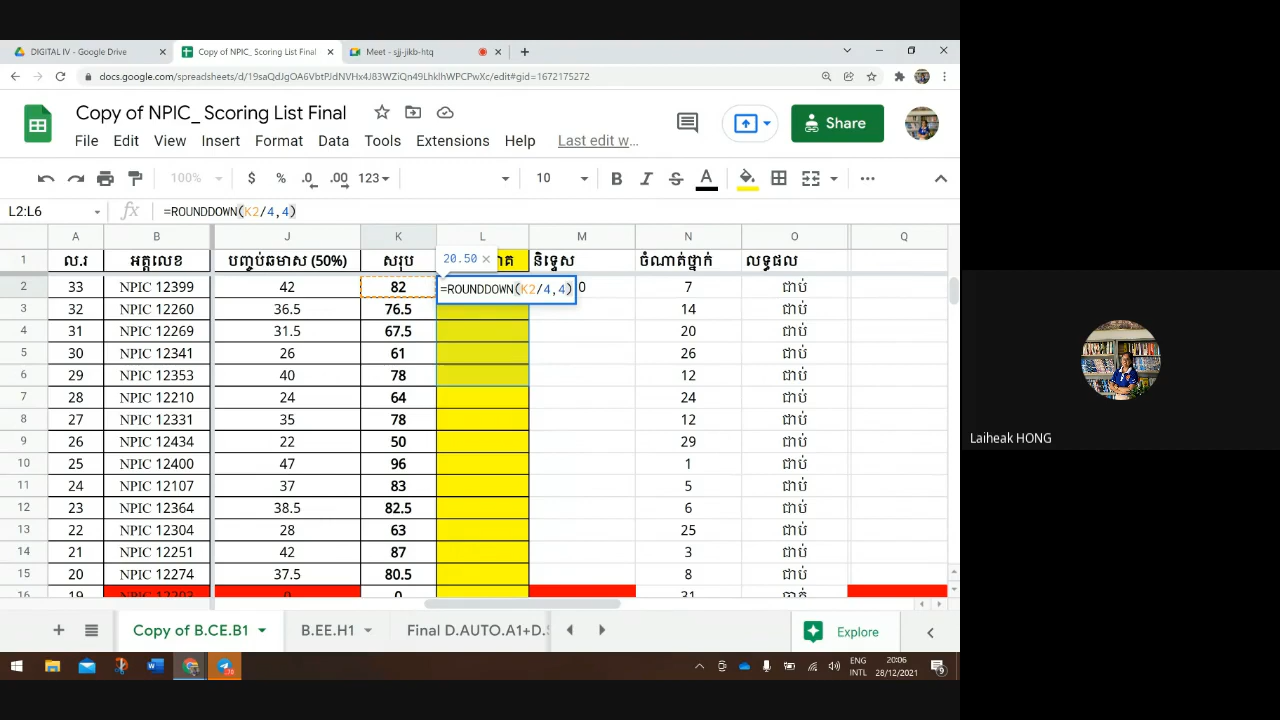 DIGITAL IV - Google Drive
Copy of NPIC_ Scoring List Final
Meet - sjj-jikb-htq
docs.google.com/spreadsheets/d/19saQdJgOA6VbtPJdNVHx4J83WZiQn49LhklhWPCPwXc/edit#gid=1672175272
Copy of NPIC_ Scoring List Final
Share
File Edit View Insert Format Data Tools Extensions Help Last edit w...
100% $ % .0 .00 123 10 B I S A
L2:L6 fx =ROUNDDOWN(K2/4,4)
A B J K L M N O Q
1 ល.រ អត្តលេខ បញ្ចប់ឆមាស (50%) សរុប 20.50 × ភាគ និទ្ទេស ចំណាត់ថ្នាក់ លទ្ធផល
2 33 NPIC 12399 42 82 =ROUNDDOWN(K2/4,4) 0 7 ជាប់
3 32 NPIC 12260 36.5 76.5 14 ជាប់
4 31 NPIC 12269 31.5 67.5 20 ជាប់
5 30 NPIC 12341 26 61 26 ជាប់
6 29 NPIC 12353 40 78 12 ជាប់
7 28 NPIC 12210 24 64 24 ជាប់
8 27 NPIC 12331 35 78 12 ជាប់
9 26 NPIC 12434 22 50 29 ជាប់
10 25 NPIC 12400 47 96 1 ជាប់
11 24 NPIC 12107 37 83 5 ជាប់
12 23 NPIC 12364 38.5 82.5 6 ជាប់
13 22 NPIC 12304 28 63 25 ជាប់
14 21 NPIC 12251 42 87 3 ជាប់
15 20 NPIC 12274 37.5 80.5 8 ជាប់
16 19 NPIC 12203 0 0 31
Copy of B.CE.B1 B.EE.H1 Final D.AUTO.A1+D. Explore
ENG
INTL
20:06
28/12/2021
Laiheak HONG